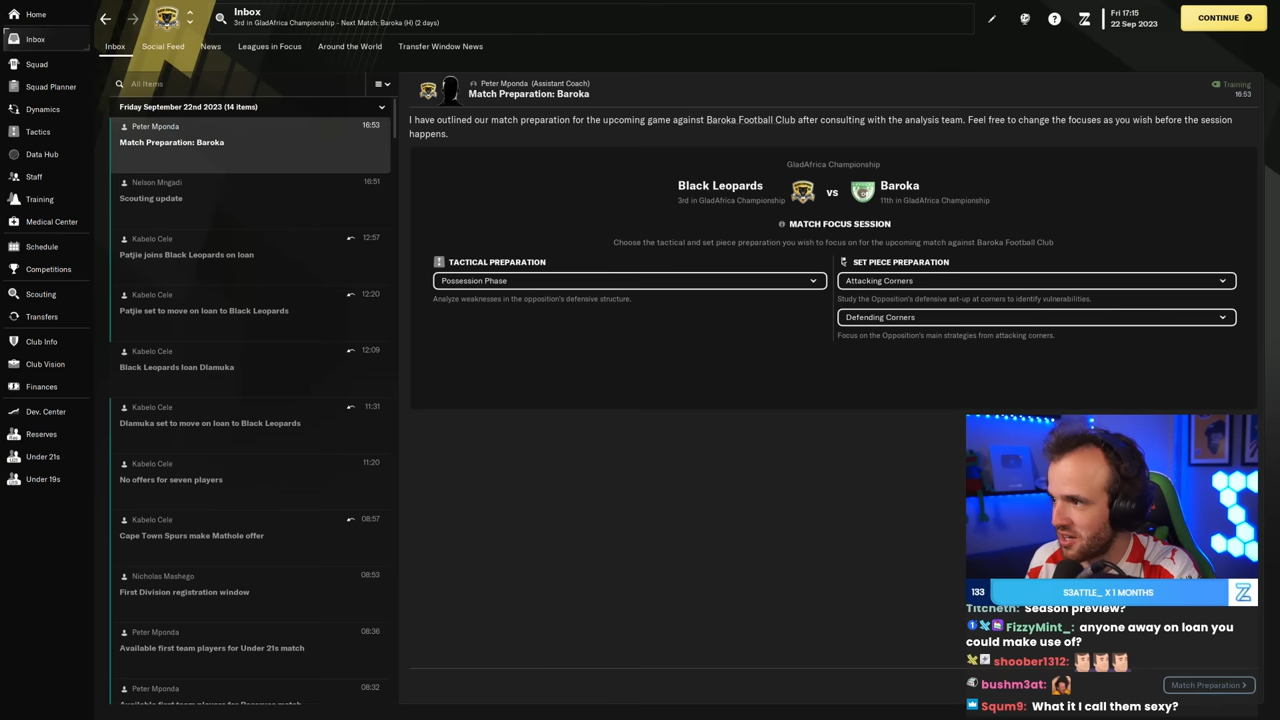 Home
Inbox
Squad
Squad Planner
Dynamics
Tactics
Data Hub
Staff
Training
Medical Center
Schedule
Competitions
Scouting
Transfers
Club Info
Club Vision
Finances
Dev. Center
Reserves
Under 21s
Under 19s
Inbox
3rd in GladAfrica Championship - Next Match: Baroka (H) (2 days)
Fri 17:15
22 Sep 2023
CONTINUE
Inbox
Social Feed
News
Leagues in Focus
Around the World
Transfer Window News
All Items
Friday September 22nd 2023 (14 items)
Peter Mponda
16:53
Match Preparation: Baroka
Nelson Mngadi
16:51
Scouting update
Kabelo Cele
12:57
Patjie joins Black Leopards on loan
Kabelo Cele
12:20
Patjie set to move on loan to Black Leopards
Kabelo Cele
12:09
Black Leopards loan Dlamuka
Kabelo Cele
11:31
Dlamuka set to move on loan to Black Leopards
Kabelo Cele
11:20
No offers for seven players
Kabelo Cele
08:57
Cape Town Spurs make Mathole offer
Nicholas Mashego
08:53
First Division registration window
Peter Mponda
08:36
Available first team players for Under 21s match
Peter Mponda
08:32
Available first team players for Reserves match
Peter Mponda (Assistant Coach)
Match Preparation: Baroka
Training
16:53
I have outlined our match preparation for the upcoming game against Baroka Football Club after consulting with the analysis team. Feel free to change the focuses as you wish before the session
happens.
GladAfrica Championship
Black Leopards
3rd in GladAfrica Championship
vs
Baroka
11th in GladAfrica Championship
MATCH FOCUS SESSION
Choose the tactical and set piece preparation you wish to focus on for the upcoming match against Baroka Football Club
TACTICAL PREPARATION
Possession Phase
Analyze weaknesses in the opposition's defensive structure.
SET PIECE PREPARATION
Attacking Corners
Study the Opposition's defensive set-up at corners to identify vulnerabilities.
Defending Corners
Focus on the Opposition's main strategies from attacking corners.
133
S3ATTLE_ X 1 MONTHS
Titcheth: Season preview?
FizzyMint_: anyone away on loan you
could make use of?
shoober1312:
bushm3at:
Squm9: What it I call them sexy?
Match Preparation >